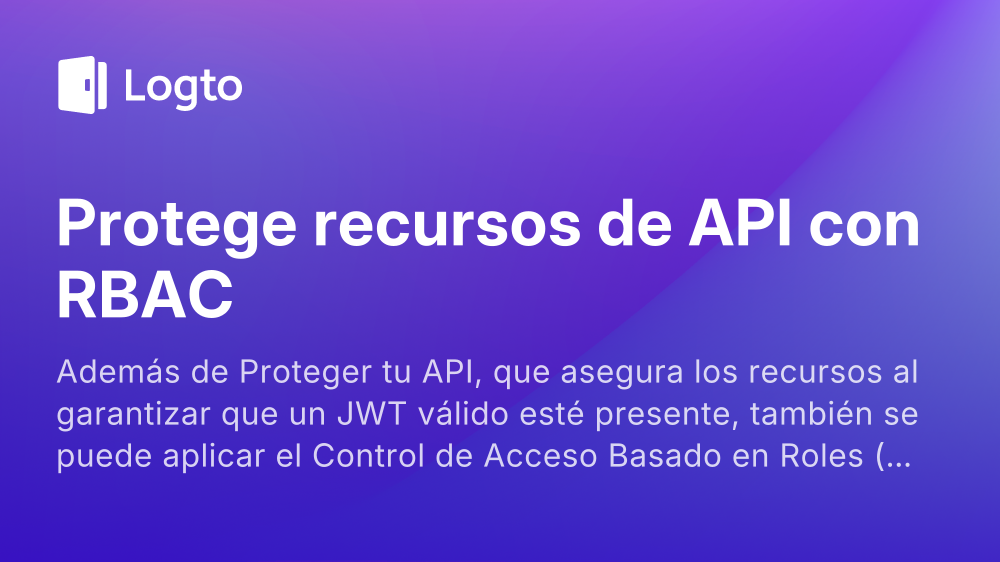 Logto
Protege recursos de API con
RBAC
Además de Proteger tu API, que asegura los recursos al
garantizar que un JWT válido esté presente, también se
puede aplicar el Control de Acceso Basado en Roles (...